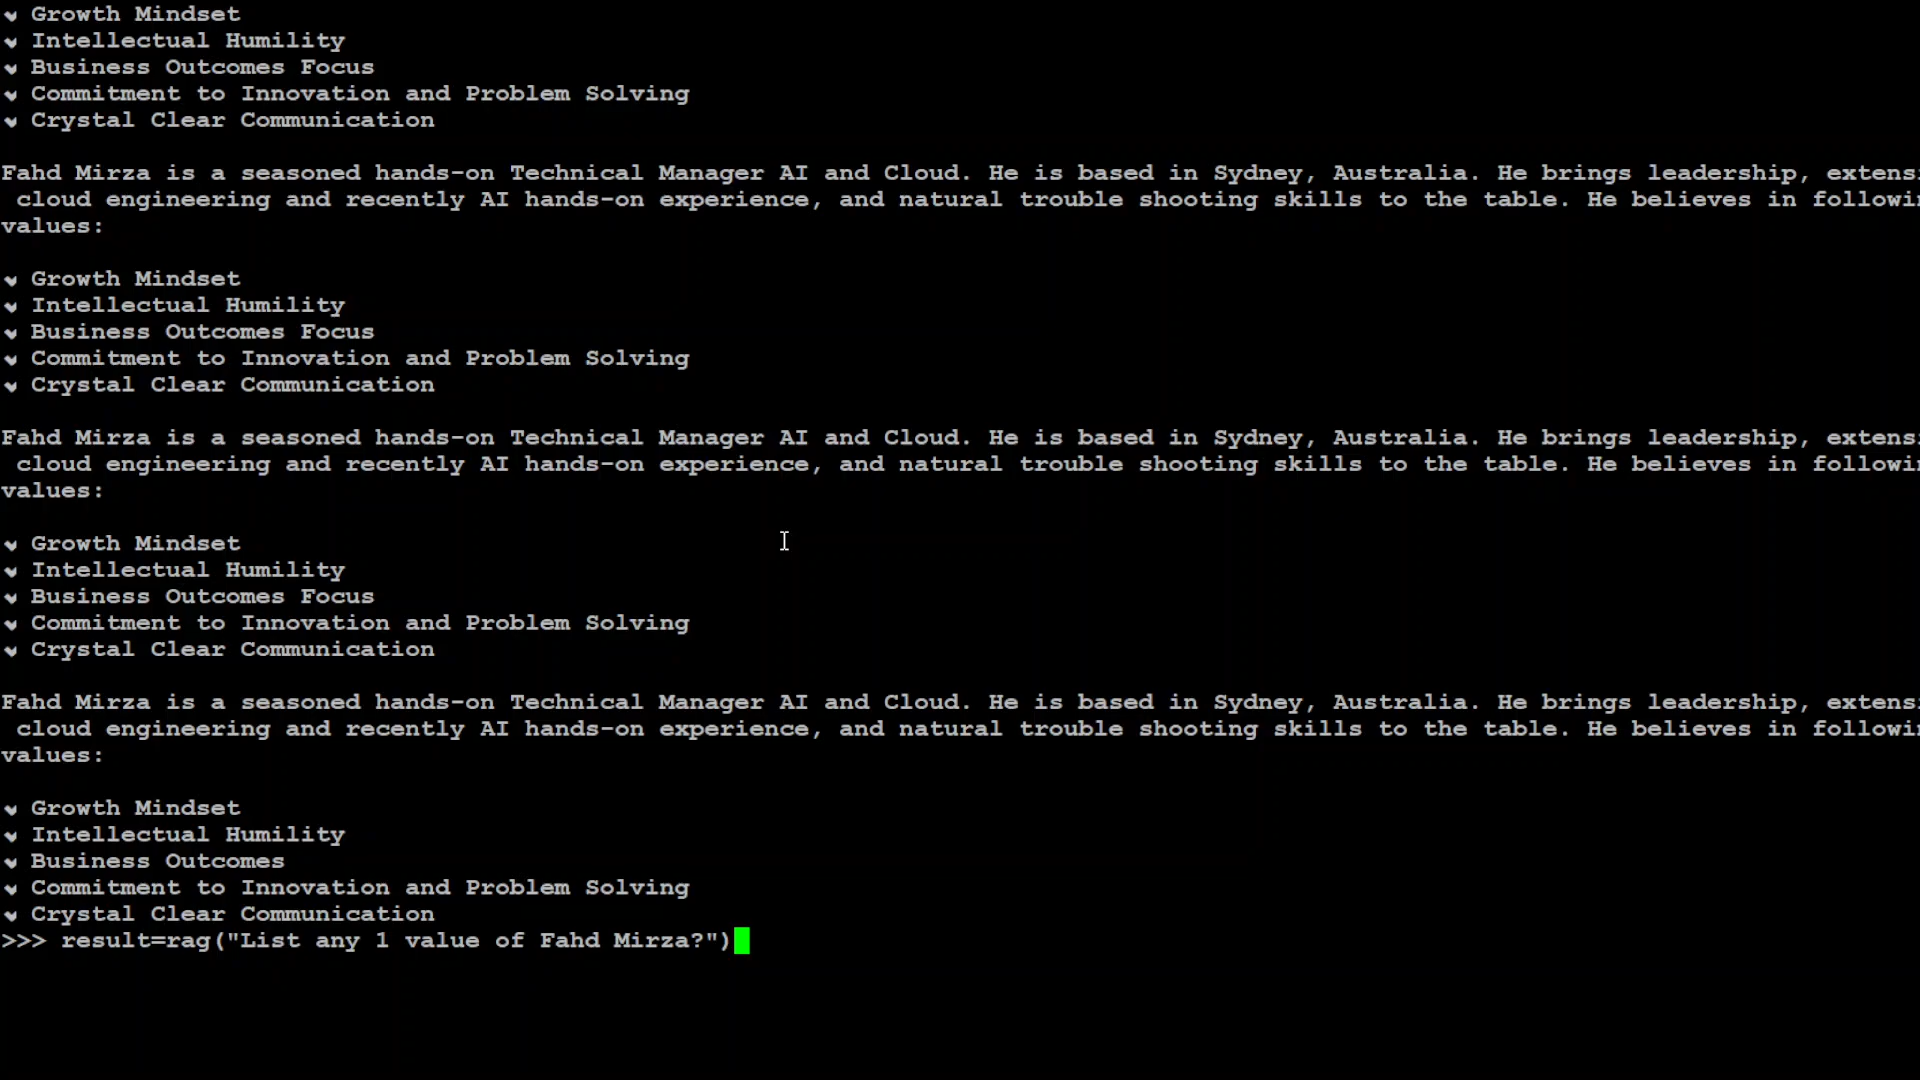 Growth Mindset
Intellectual Humility
Business Outcomes Focus
Commitment to Innovation and Problem Solving
Crystal Clear Communication
Fahd Mirza is a seasoned hands-on Technical Manager AI and Cloud. He is based in Sydney, Australia. He brings leadership, extensi
cloud engineering and recently AI hands-on experience, and natural trouble shooting skills to the table. He believes in followin
values:
Growth Mindset
Intellectual Humility
Business Outcomes Focus
Commitment to Innovation and Problem Solving
Crystal Clear Communication
Fahd Mirza is a seasoned hands-on Technical Manager AI and Cloud. He is based in Sydney, Australia. He brings leadership, extensi
cloud engineering and recently AI hands-on experience, and natural trouble shooting skills to the table. He believes in followin
values:
Growth Mindset
Intellectual Humility
Business Outcomes Focus
Commitment to Innovation and Problem Solving
Crystal Clear Communication
Fahd Mirza is a seasoned hands-on Technical Manager AI and Cloud. He is based in Sydney, Australia. He brings leadership, extensi
cloud engineering and recently AI hands-on experience, and natural trouble shooting skills to the table. He believes in followin
values:
Growth Mindset
Intellectual Humility
Business Outcomes
Commitment to Innovation and Problem Solving
Crystal Clear Communication
>>> result=rag("List any 1 value of Fahd Mirza?")